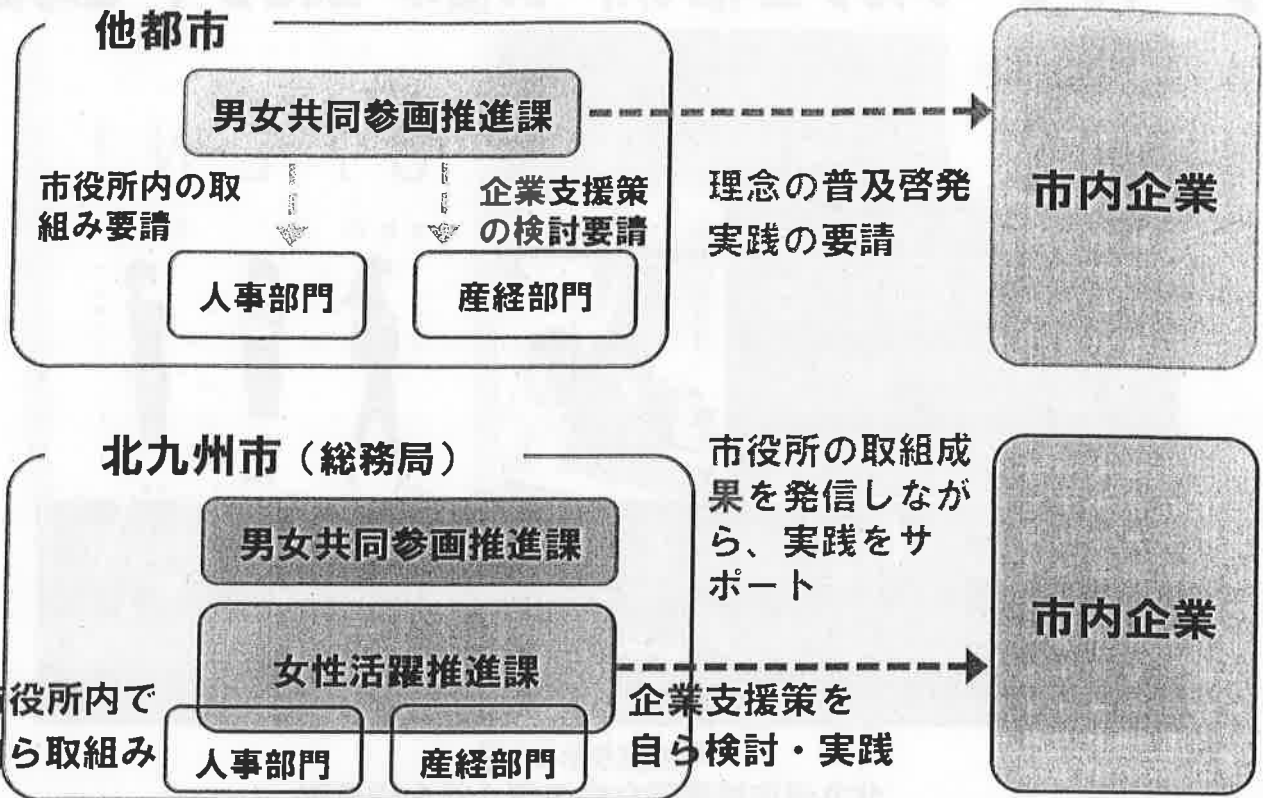 他都市
男女共同参画推進課
市役所内の取
組み要請
企業支援策
の検討要請
人事部門
産経部門
理念の普及啓発
実践の要請
市内企業
北九州市（総務局）
男女共同参画推進課
女性活躍推進課
役所内で
ら取組み
人事部門
産経部門
市役所の取組成
果を発信しなが
ら、実践をサ
ポート
企業支援策を
自ら検討・実践
市内企業